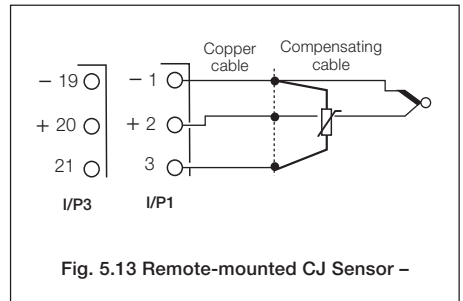 Copper cable
Compensating cable
– 19
+ 20
21
I/P3
– 1
+ 2
3
I/P1
Fig. 5.13 Remote-mounted CJ Sensor –